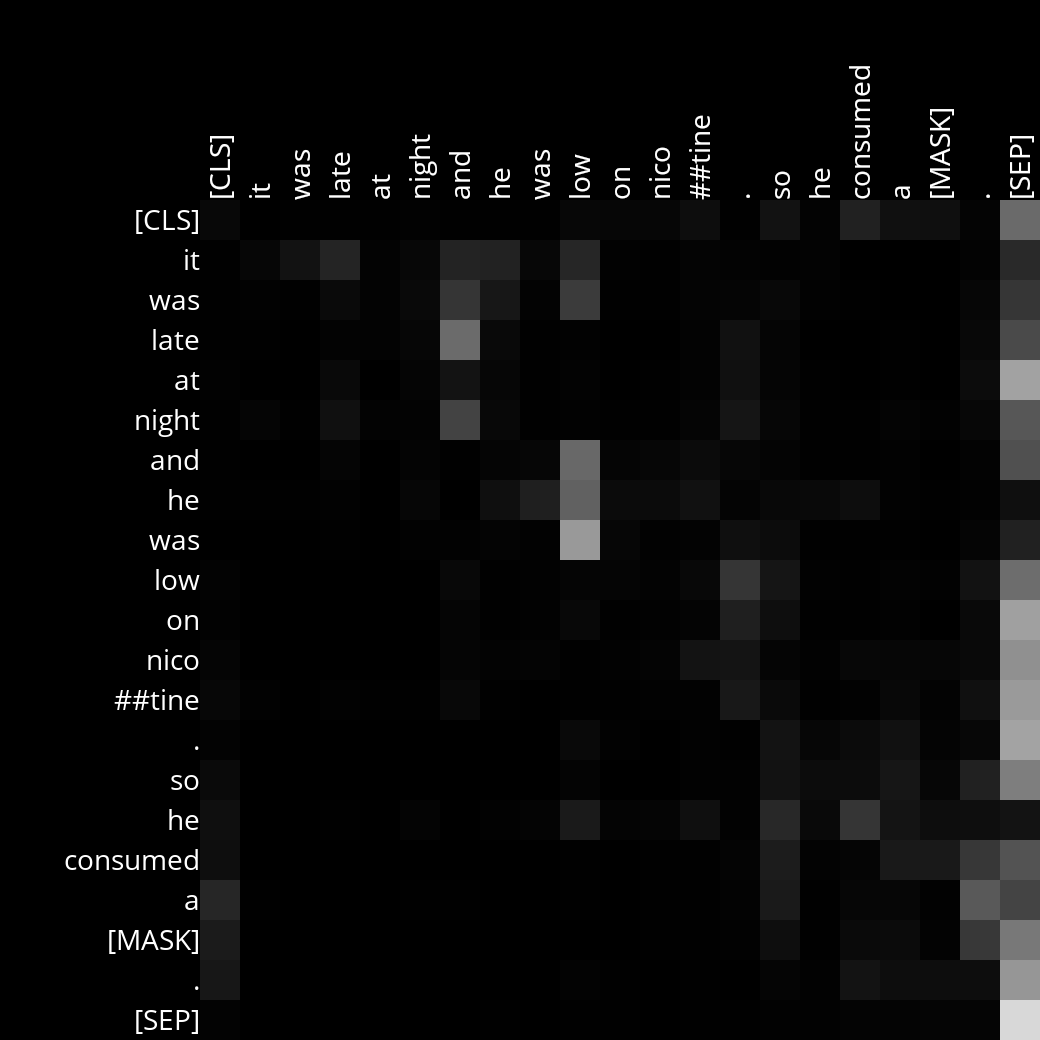 [CLS] it was late at night and he was low on nico ##tine . so he consumed a [MASK] . [SEP]
[CLS]
it
was
late
at
night
and
he
was
low
on
nico
##tine
.
so
he
consumed
a
[MASK]
.
[SEP]